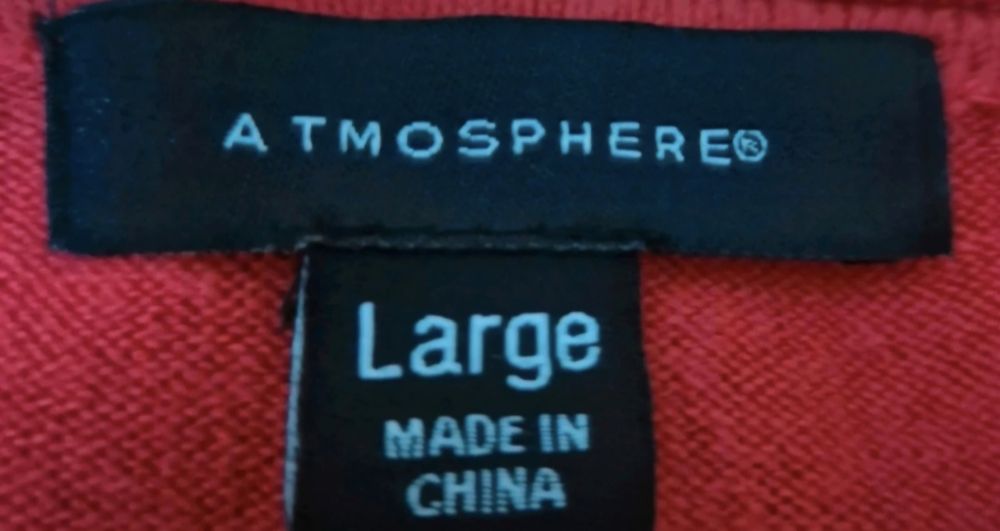 ATMOSPHERE®
Large
MADE IN
CHINA